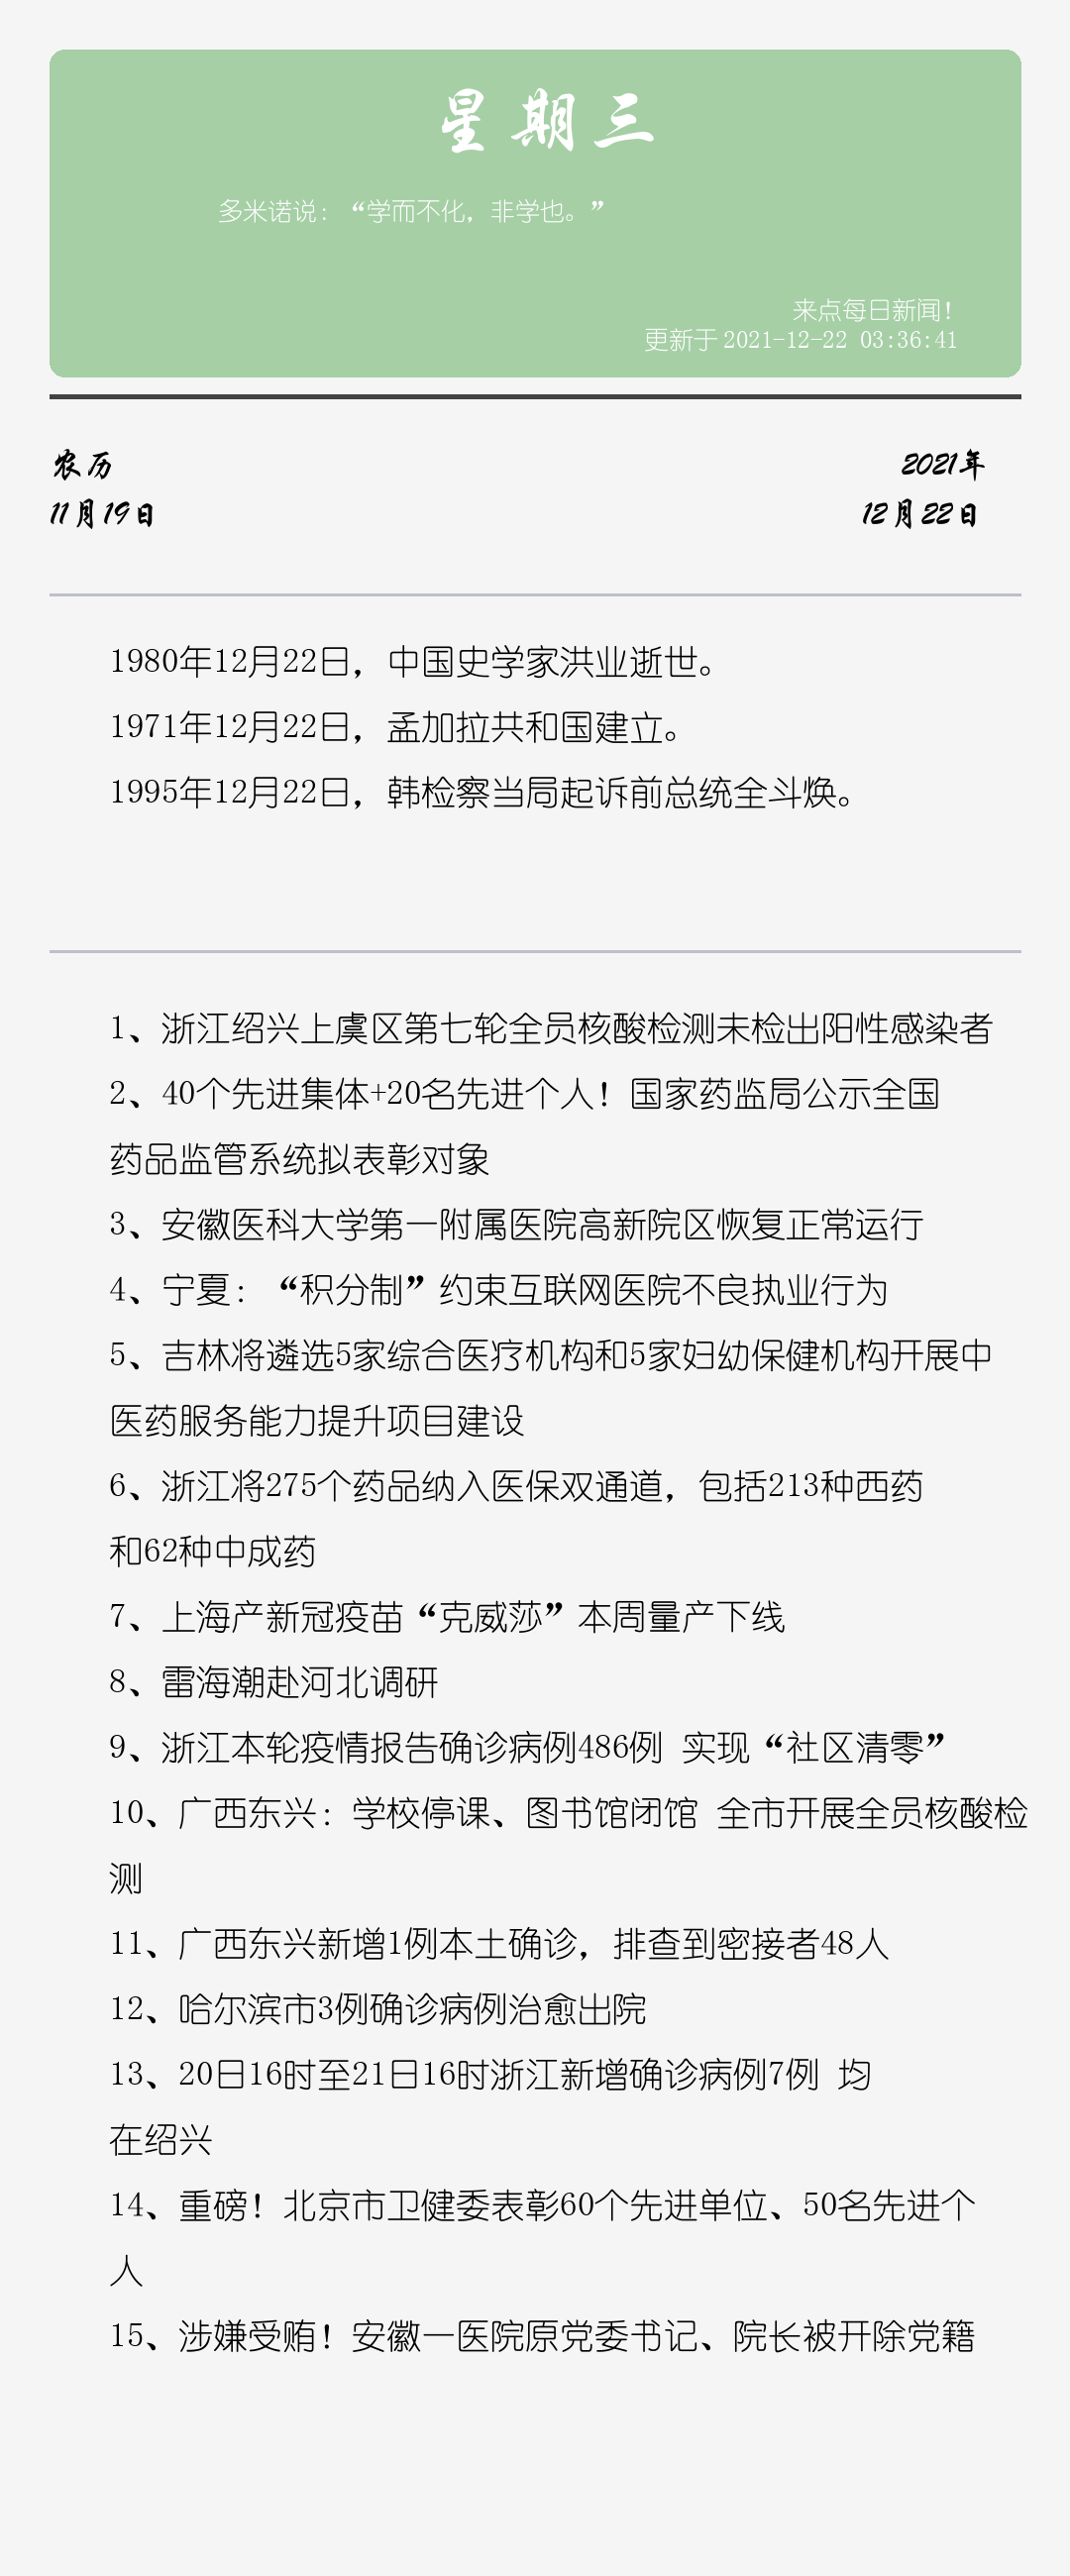 星期三
多米诺说：“学而不化，非学也。”
来点每日新闻！
更新于2021-12-22 03:36:41
农历
2021年
11月19日
12月22日
1980年12月22日，中国史学家洪业逝世。
1971年12月22日，孟加拉共和国建立。
1995年12月22日，韩检察当局起诉前总统全斗焕。
1、浙江绍兴上虞区第七轮全员核酸检测未检出阳性感染者
2、40个先进集体+20名先进个人！国家药监局公示全国
药品监管系统拟表彰对象
3、安徽医科大学第一附属医院高新院区恢复正常运行
4、宁夏：“积分制”约束互联网医院不良执业行为
5、吉林将遴选5家综合医疗机构和5家妇幼保健机构开展中
医药服务能力提升项目建设
6、浙江将275个药品纳入医保双通道，包括213种西药
和62种中成药
7、上海产新冠疫苗“克威莎”本周量产下线
8、雷海潮赴河北调研
9、浙江本轮疫情报告确诊病例486例 实现“社区清零”
10、广西东兴：学校停课、图书馆闭馆 全市开展全员核酸检
测
11、广西东兴新增1例本土确诊，排查到密接者48人
12、哈尔滨市3例确诊病例治愈出院
13、20日16时至21日16时浙江新增确诊病例7例 均
在绍兴
14、重磅！北京市卫健委表彰60个先进单位、50名先进个
人
15、涉嫌受贿！安徽一医院原党委书记、院长被开除党籍